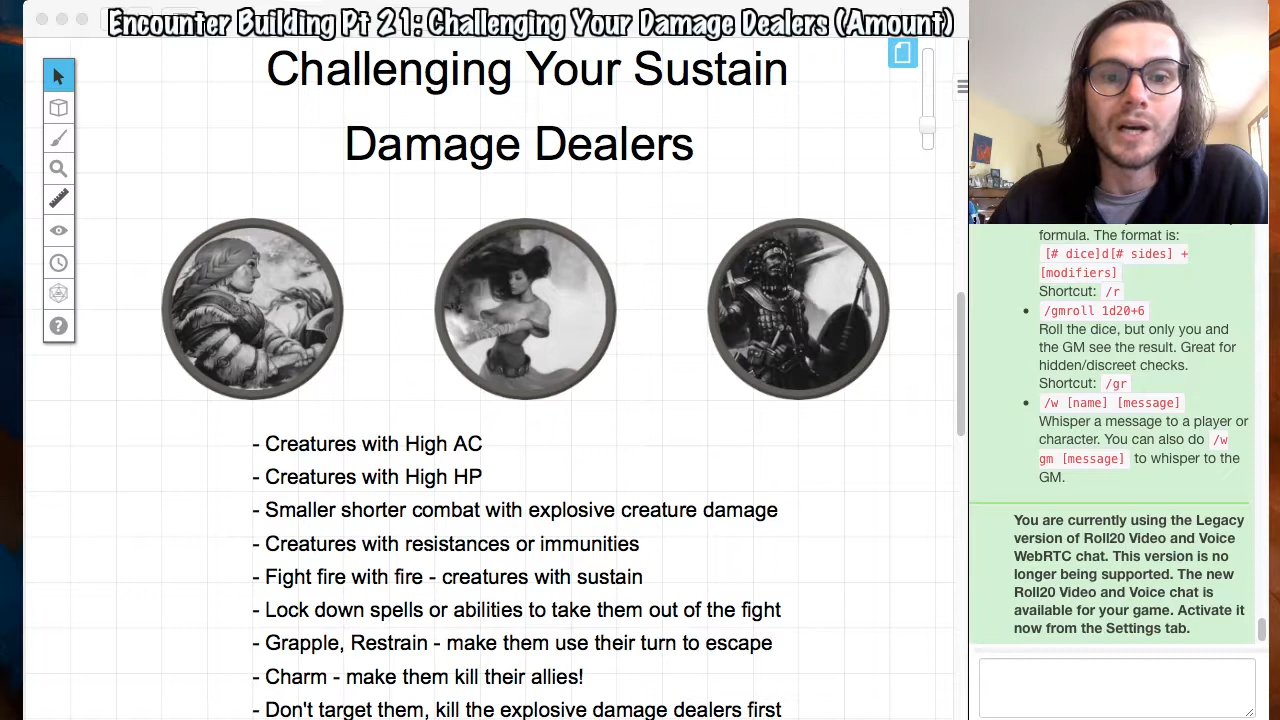 Encounter Building Pt 21: Challenging Your Damage Dealers (Amount)
Challenging Your Sustain
Damage Dealers
- Creatures with High AC
- Creatures with High HP
- Smaller shorter combat with explosive creature damage
- Creatures with resistances or immunities
- Fight fire with fire - creatures with sustain
- Lock down spells or abilities to take them out of the fight
- Grapple, Restrain - make them use their turn to escape
- Charm - make them kill their allies!
- Don't target them, kill the explosive damage dealers first
formula. The format is:
[# dice]d[# sides] +
[modifiers]
Shortcut: /r
/gmroll 1d20+6
Roll the dice, but only you and
the GM see the result. Great for
hidden/discreet checks.
Shortcut: /gr
/w [name] [message]
Whisper a message to a player or
character. You can also do /w
gm [message] to whisper to the
GM.
You are currently using the Legacy
version of Roll20 Video and Voice
WebRTC chat. This version is no
longer being supported. The new
Roll20 Video and Voice chat is
available for your game. Activate it
now from the Settings tab.